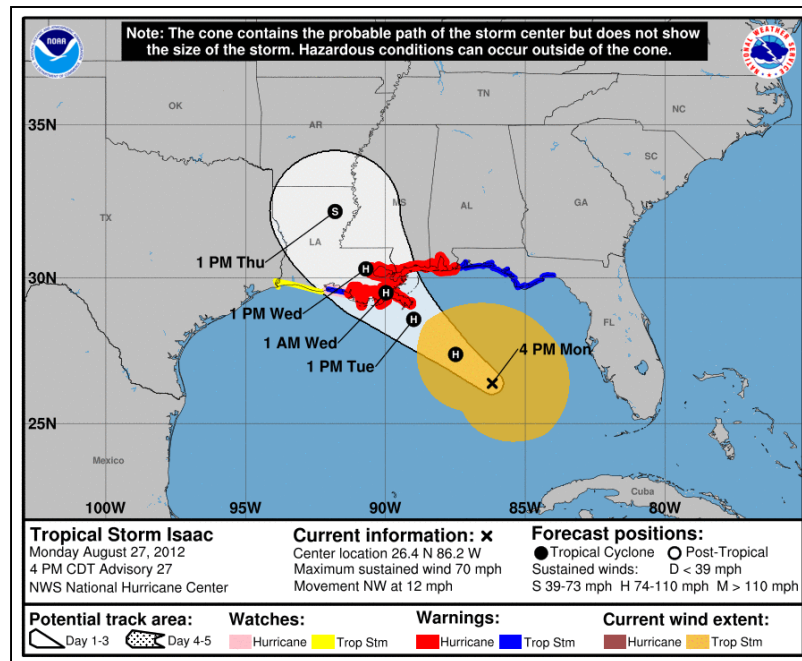 Note: The cone contains the probable path of the storm center but does not show
the size of the storm. Hazardous conditions can occur outside of the cone.
NOAA
NATIONAL WEATHER SERVICE
OK
TN
NC
35N
AR
SC
MS
AL
GA
TX
LA
S
1 PM Thu
30N
H
H
1 PM Wed
1 AM Wed
H
1 PM Tue
H
4 PM Mon
FL
25N
Mexico
Cuba
100W
95W
90W
85W
80W
Tropical Storm Isaac
Monday August 27, 2012
4 PM CDT Advisory 27
NWS National Hurricane Center
Current information: ×
Center location 26.4 N 86.2 W
Maximum sustained wind 70 mph
Movement NW at 12 mph
Forecast positions:
Tropical Cyclone Post-Tropical
Sustained winds: D < 39 mph
S 39-73 mph H 74-110 mph M > 110 mph
Potential track area:
Day 1-3 Day 4-5
Watches:
Hurricane Trop Stm
Warnings:
Hurricane Trop Stm
Current wind extent:
Hurricane Trop Stm